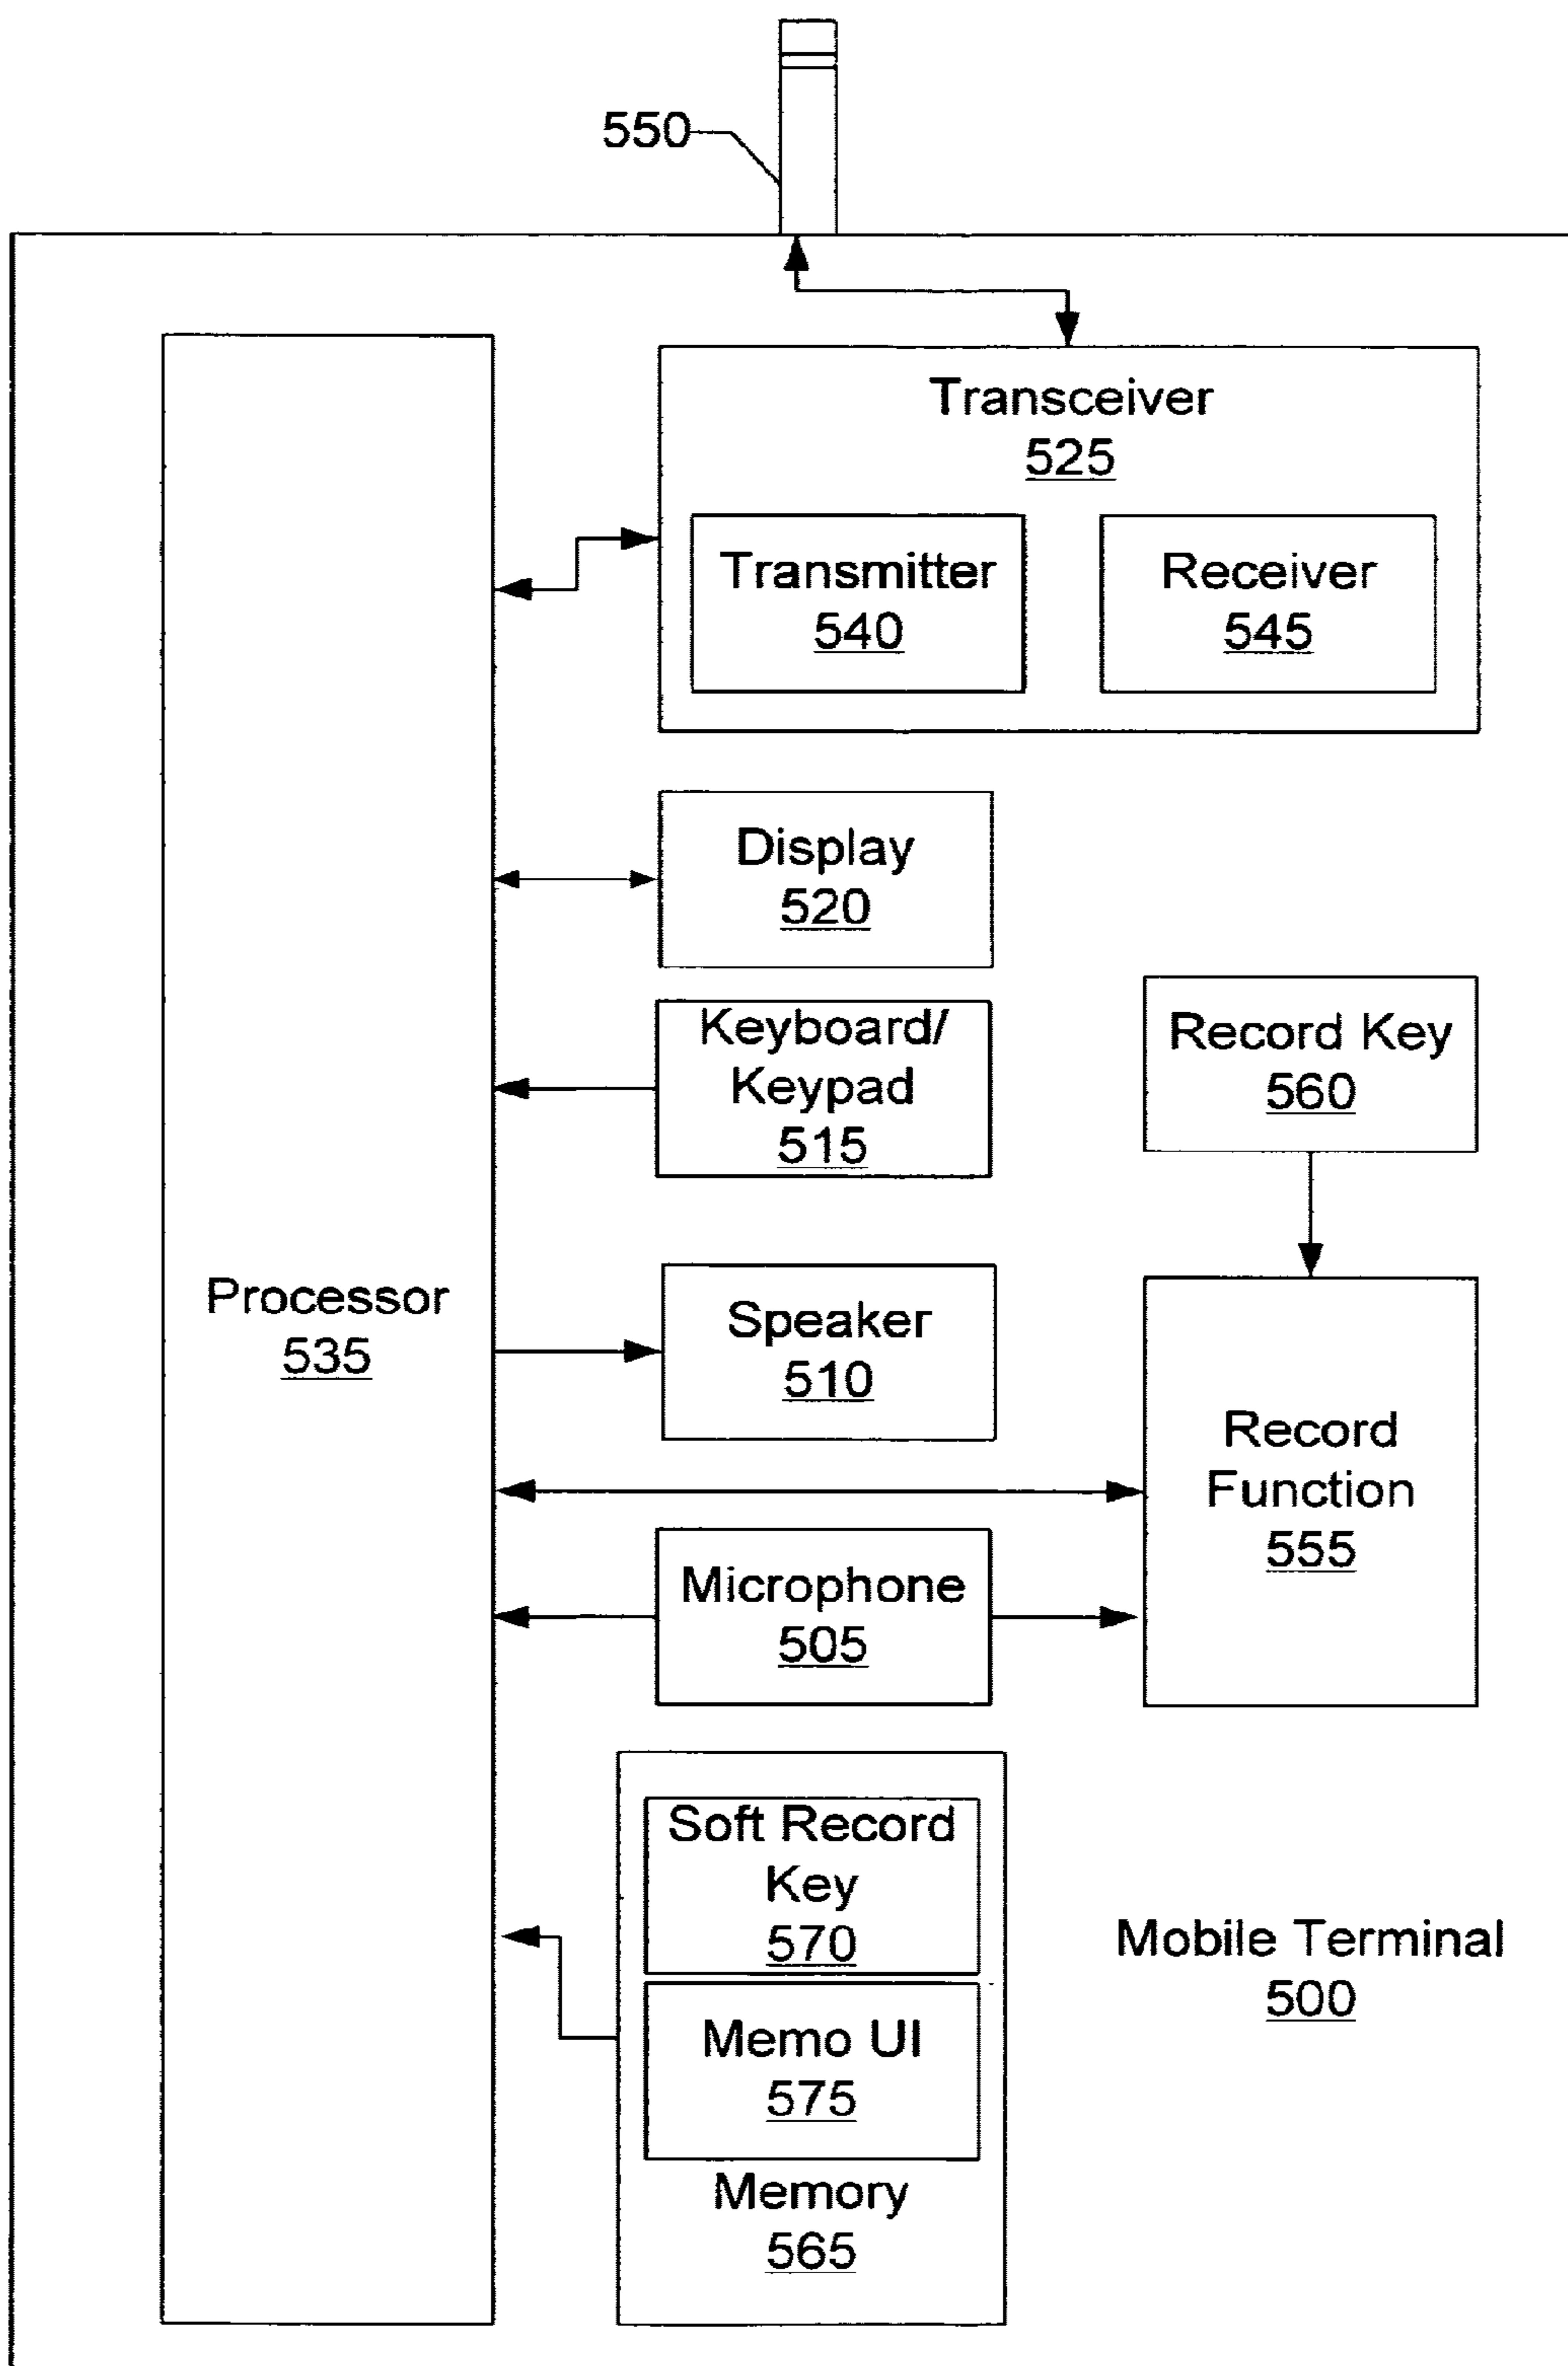 550
Transceiver
525
Transmitter
540
Receiver
545
Display
520
Keyboard/
Keypad
515
Record Key
560
Processor
535
Speaker
510
Record
Function
555
Microphone
505
Soft Record
Key
570
Memo UI
575
Memory
565
Mobile Terminal
500